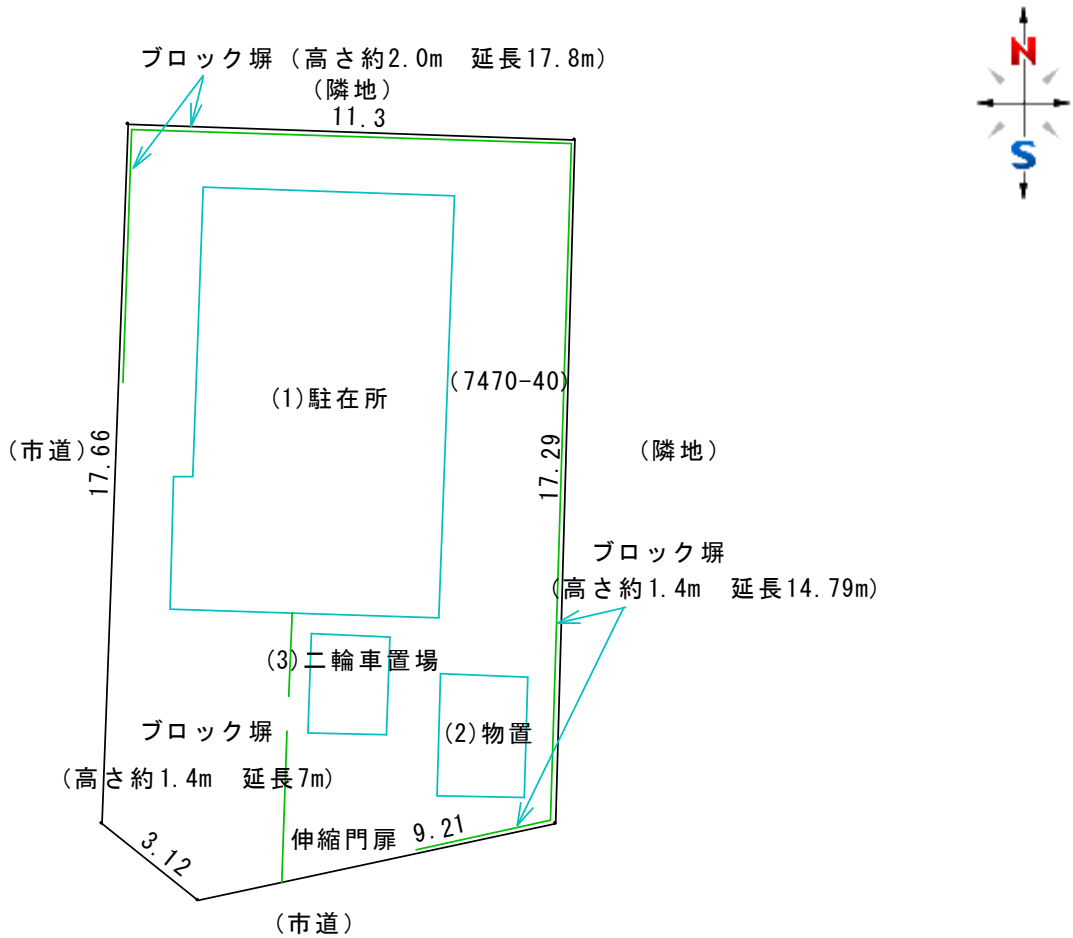 ブロック塀(高さ約2.0m 延長17.8m)
(隣地)
11.3
N
S
(7470-40)
(1)駐在所
(市道)
17.66
17.29
(隣地)
ブロック塀
(高さ約1.4m 延長14.79m)
(3)二輪車置場
ブロック塀
(2)物置
(高さ約1.4m 延長7m)
伸縮門扉
9.21
3.12
(市道)